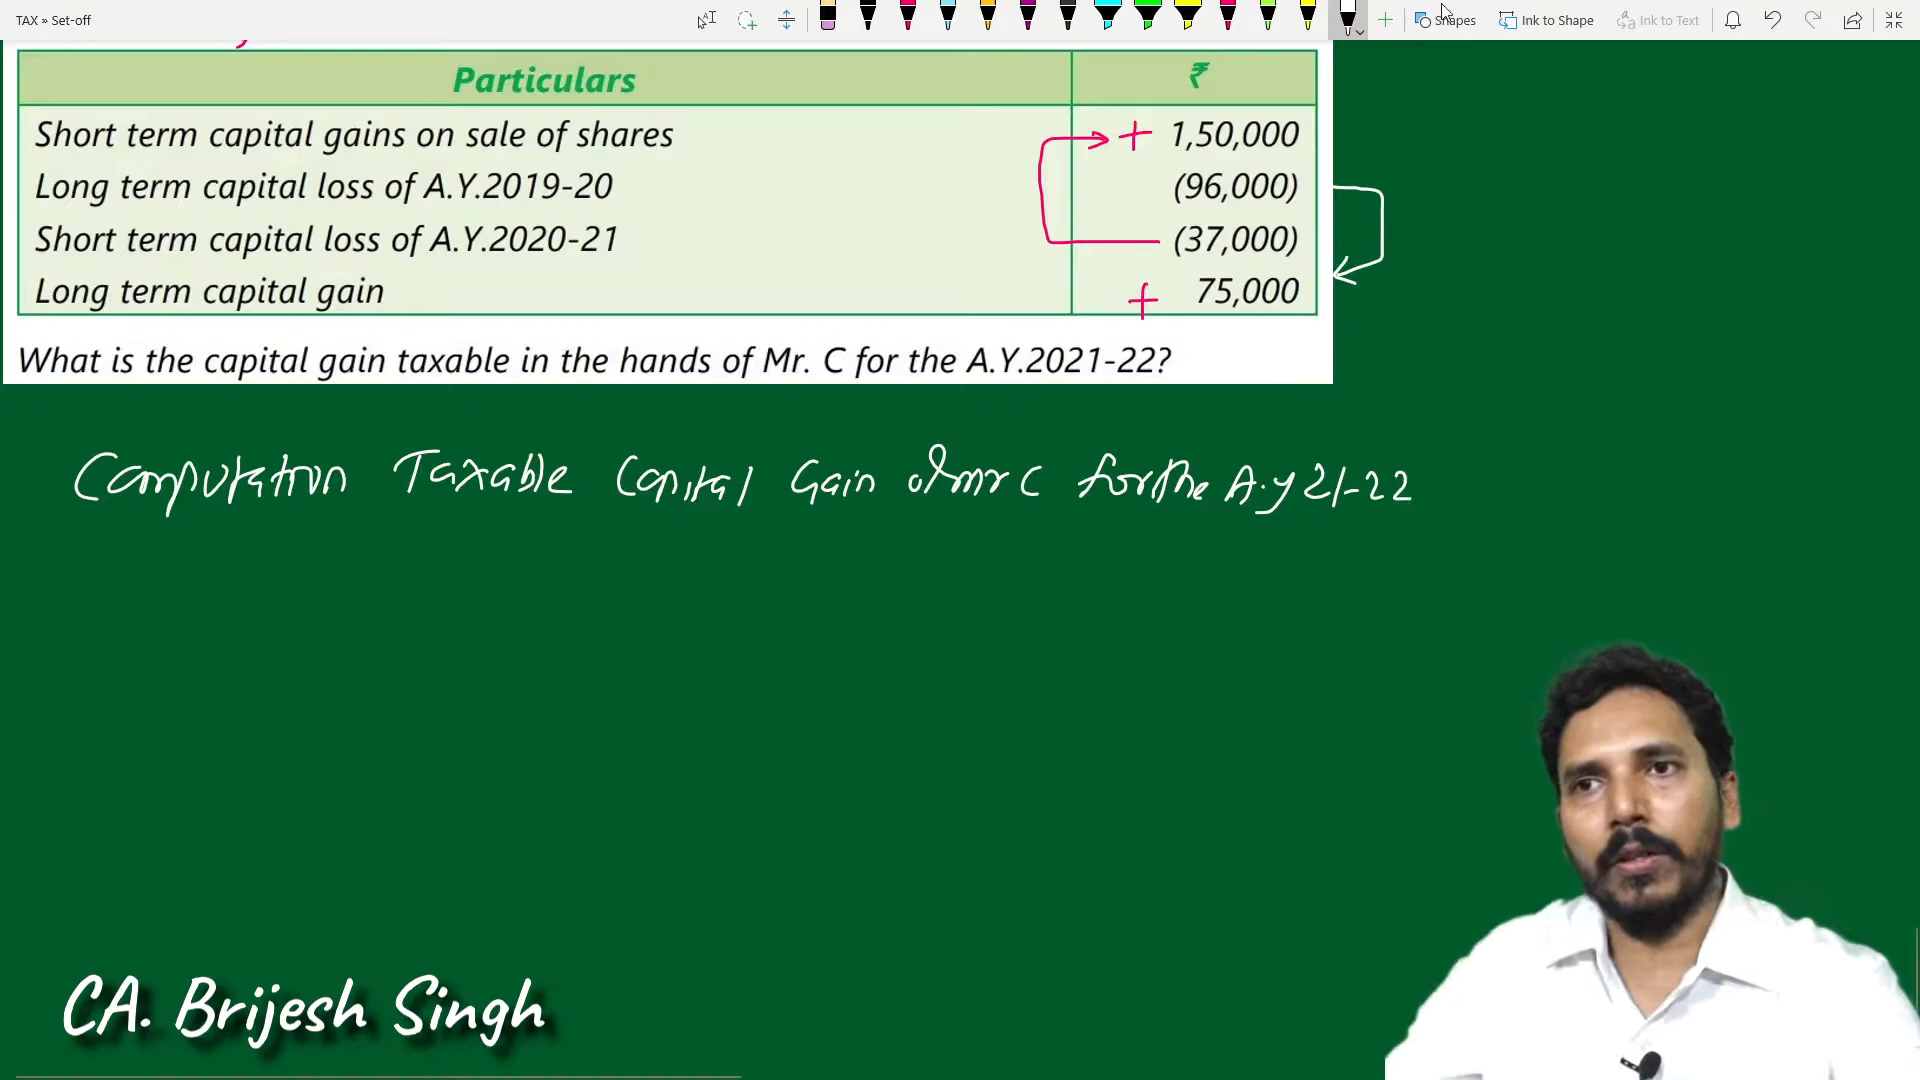 TAX » Set-off
Shapes Ink to Shape Ink to Text
Particulars ₹
Short term capital gains on sale of shares + 1,50,000
Long term capital loss of A.Y.2019-20 (96,000)
Short term capital loss of A.Y.2020-21 (37,000)
Long term capital gain + 75,000
What is the capital gain taxable in the hands of Mr. C for the A.Y.2021-22?
Computation Taxable Capital Gain of mr C for the A.y 21-22
CA. Brijesh Singh